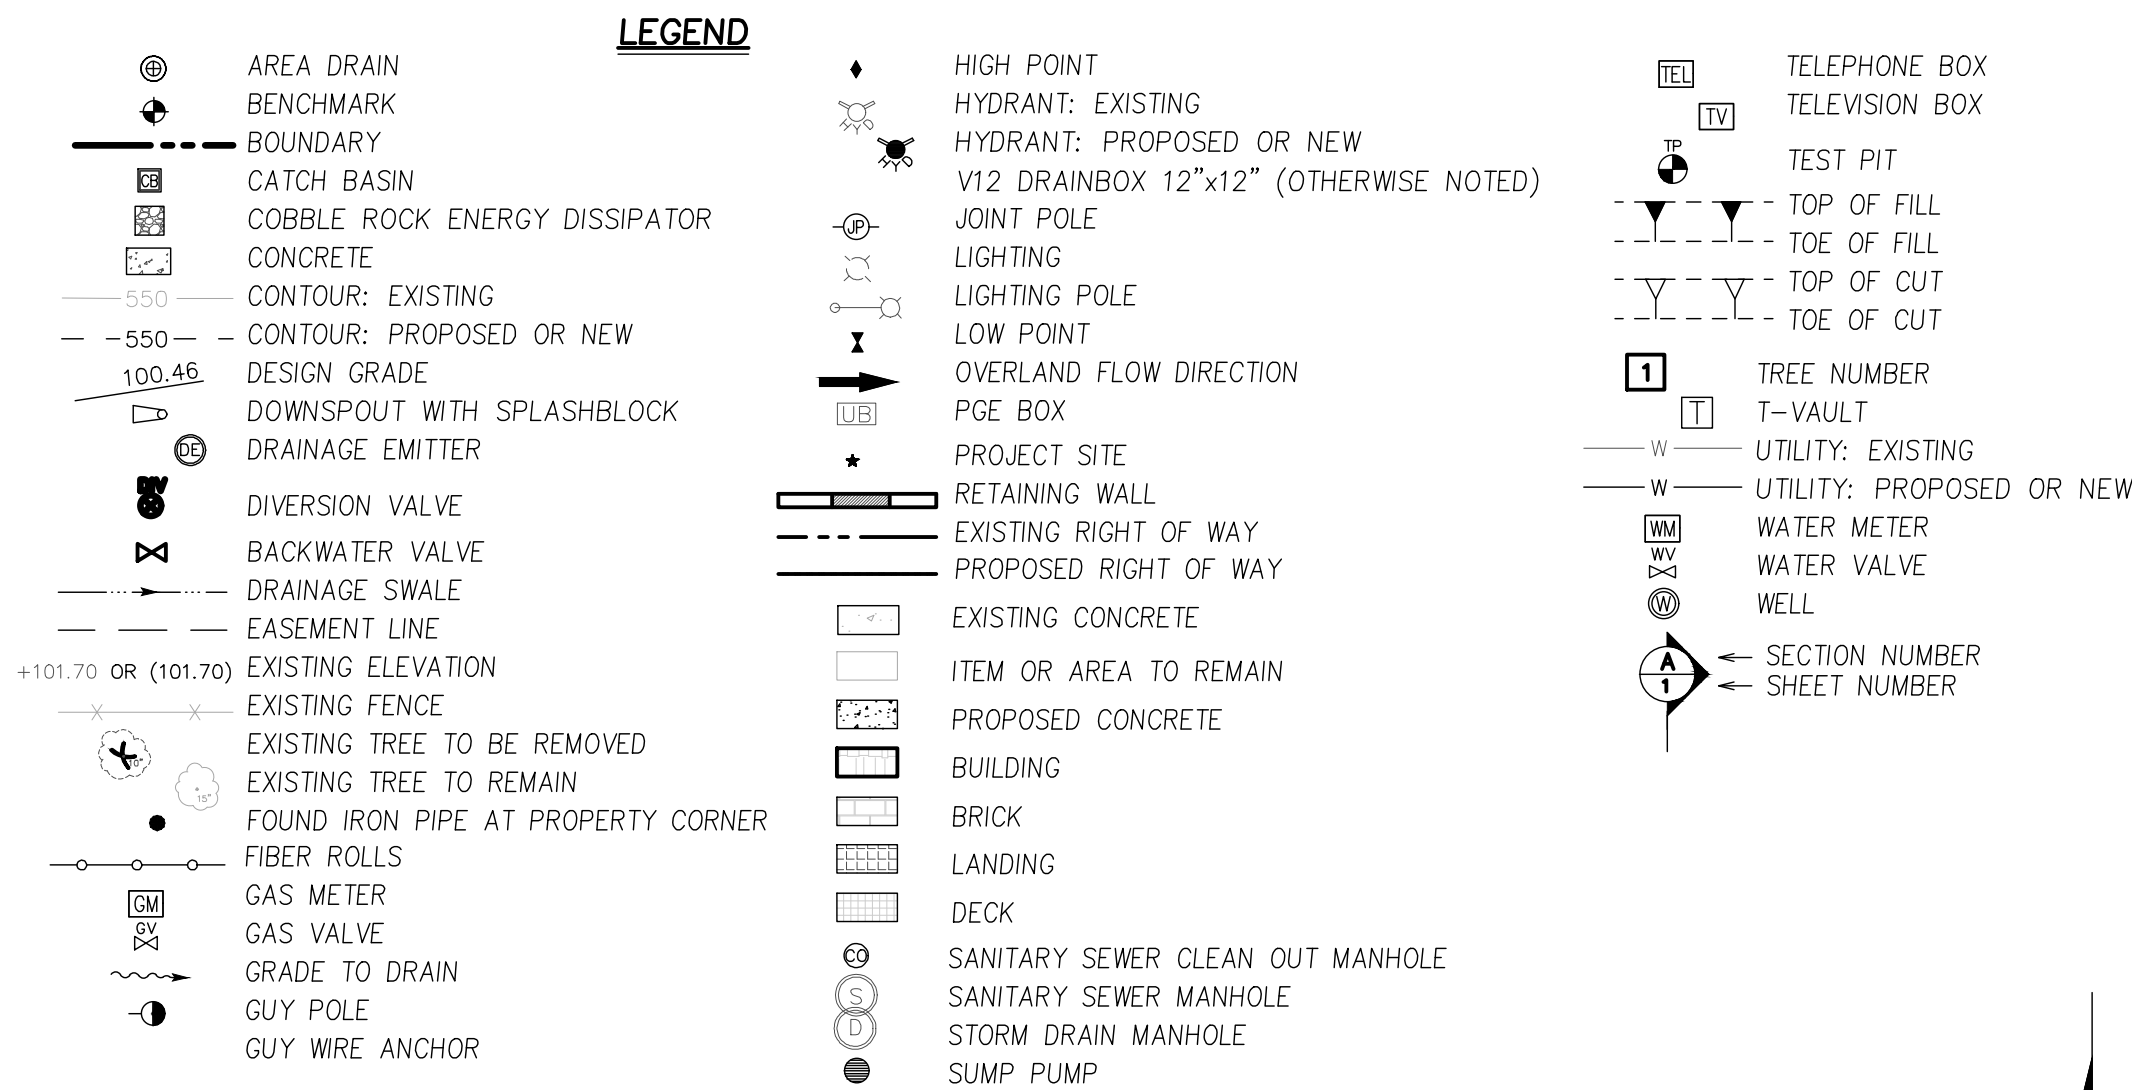 LEGEND
AREA DRAIN
BENCHMARK
BOUNDARY
CB CATCH BASIN
COBBLE ROCK ENERGY DISSIPATOR
CONCRETE
550 CONTOUR: EXISTING
550 CONTOUR: PROPOSED OR NEW
100.46 DESIGN GRADE
DOWNSPOUT WITH SPLASHBLOCK
DE DRAINAGE EMITTER
DIV
DIVERSION VALVE
BACKWATER VALVE
DRAINAGE SWALE
EASEMENT LINE
+101.70 OR (101.70) EXISTING ELEVATION
EXISTING FENCE
10" EXISTING TREE TO BE REMOVED
15" EXISTING TREE TO REMAIN
FOUND IRON PIPE AT PROPERTY CORNER
FIBER ROLLS
GM GAS METER
GV GAS VALVE
GRADE TO DRAIN
GUY POLE
GUY WIRE ANCHOR
HIGH POINT
HYD HYDRANT: EXISTING
HYD HYDRANT: PROPOSED OR NEW
V12 DRAINBOX 12"x12" (OTHERWISE NOTED)
JP JOINT POLE
LIGHTING
LIGHTING POLE
LOW POINT
OVERLAND FLOW DIRECTION
UB PGE BOX
PROJECT SITE
RETAINING WALL
EXISTING RIGHT OF WAY
PROPOSED RIGHT OF WAY
EXISTING CONCRETE
ITEM OR AREA TO REMAIN
PROPOSED CONCRETE
BUILDING
BRICK
LANDING
DECK
CO SANITARY SEWER CLEAN OUT MANHOLE
S SANITARY SEWER MANHOLE
D STORM DRAIN MANHOLE
SUMP PUMP
TEL TELEPHONE BOX
TV TELEVISION BOX
TP TEST PIT
TOP OF FILL
TOE OF FILL
TOP OF CUT
TOE OF CUT
1 TREE NUMBER
T T-VAULT
W UTILITY: EXISTING
W UTILITY: PROPOSED OR NEW
WM WATER METER
WV WATER VALVE
W WELL
A SECTION NUMBER
1 SHEET NUMBER